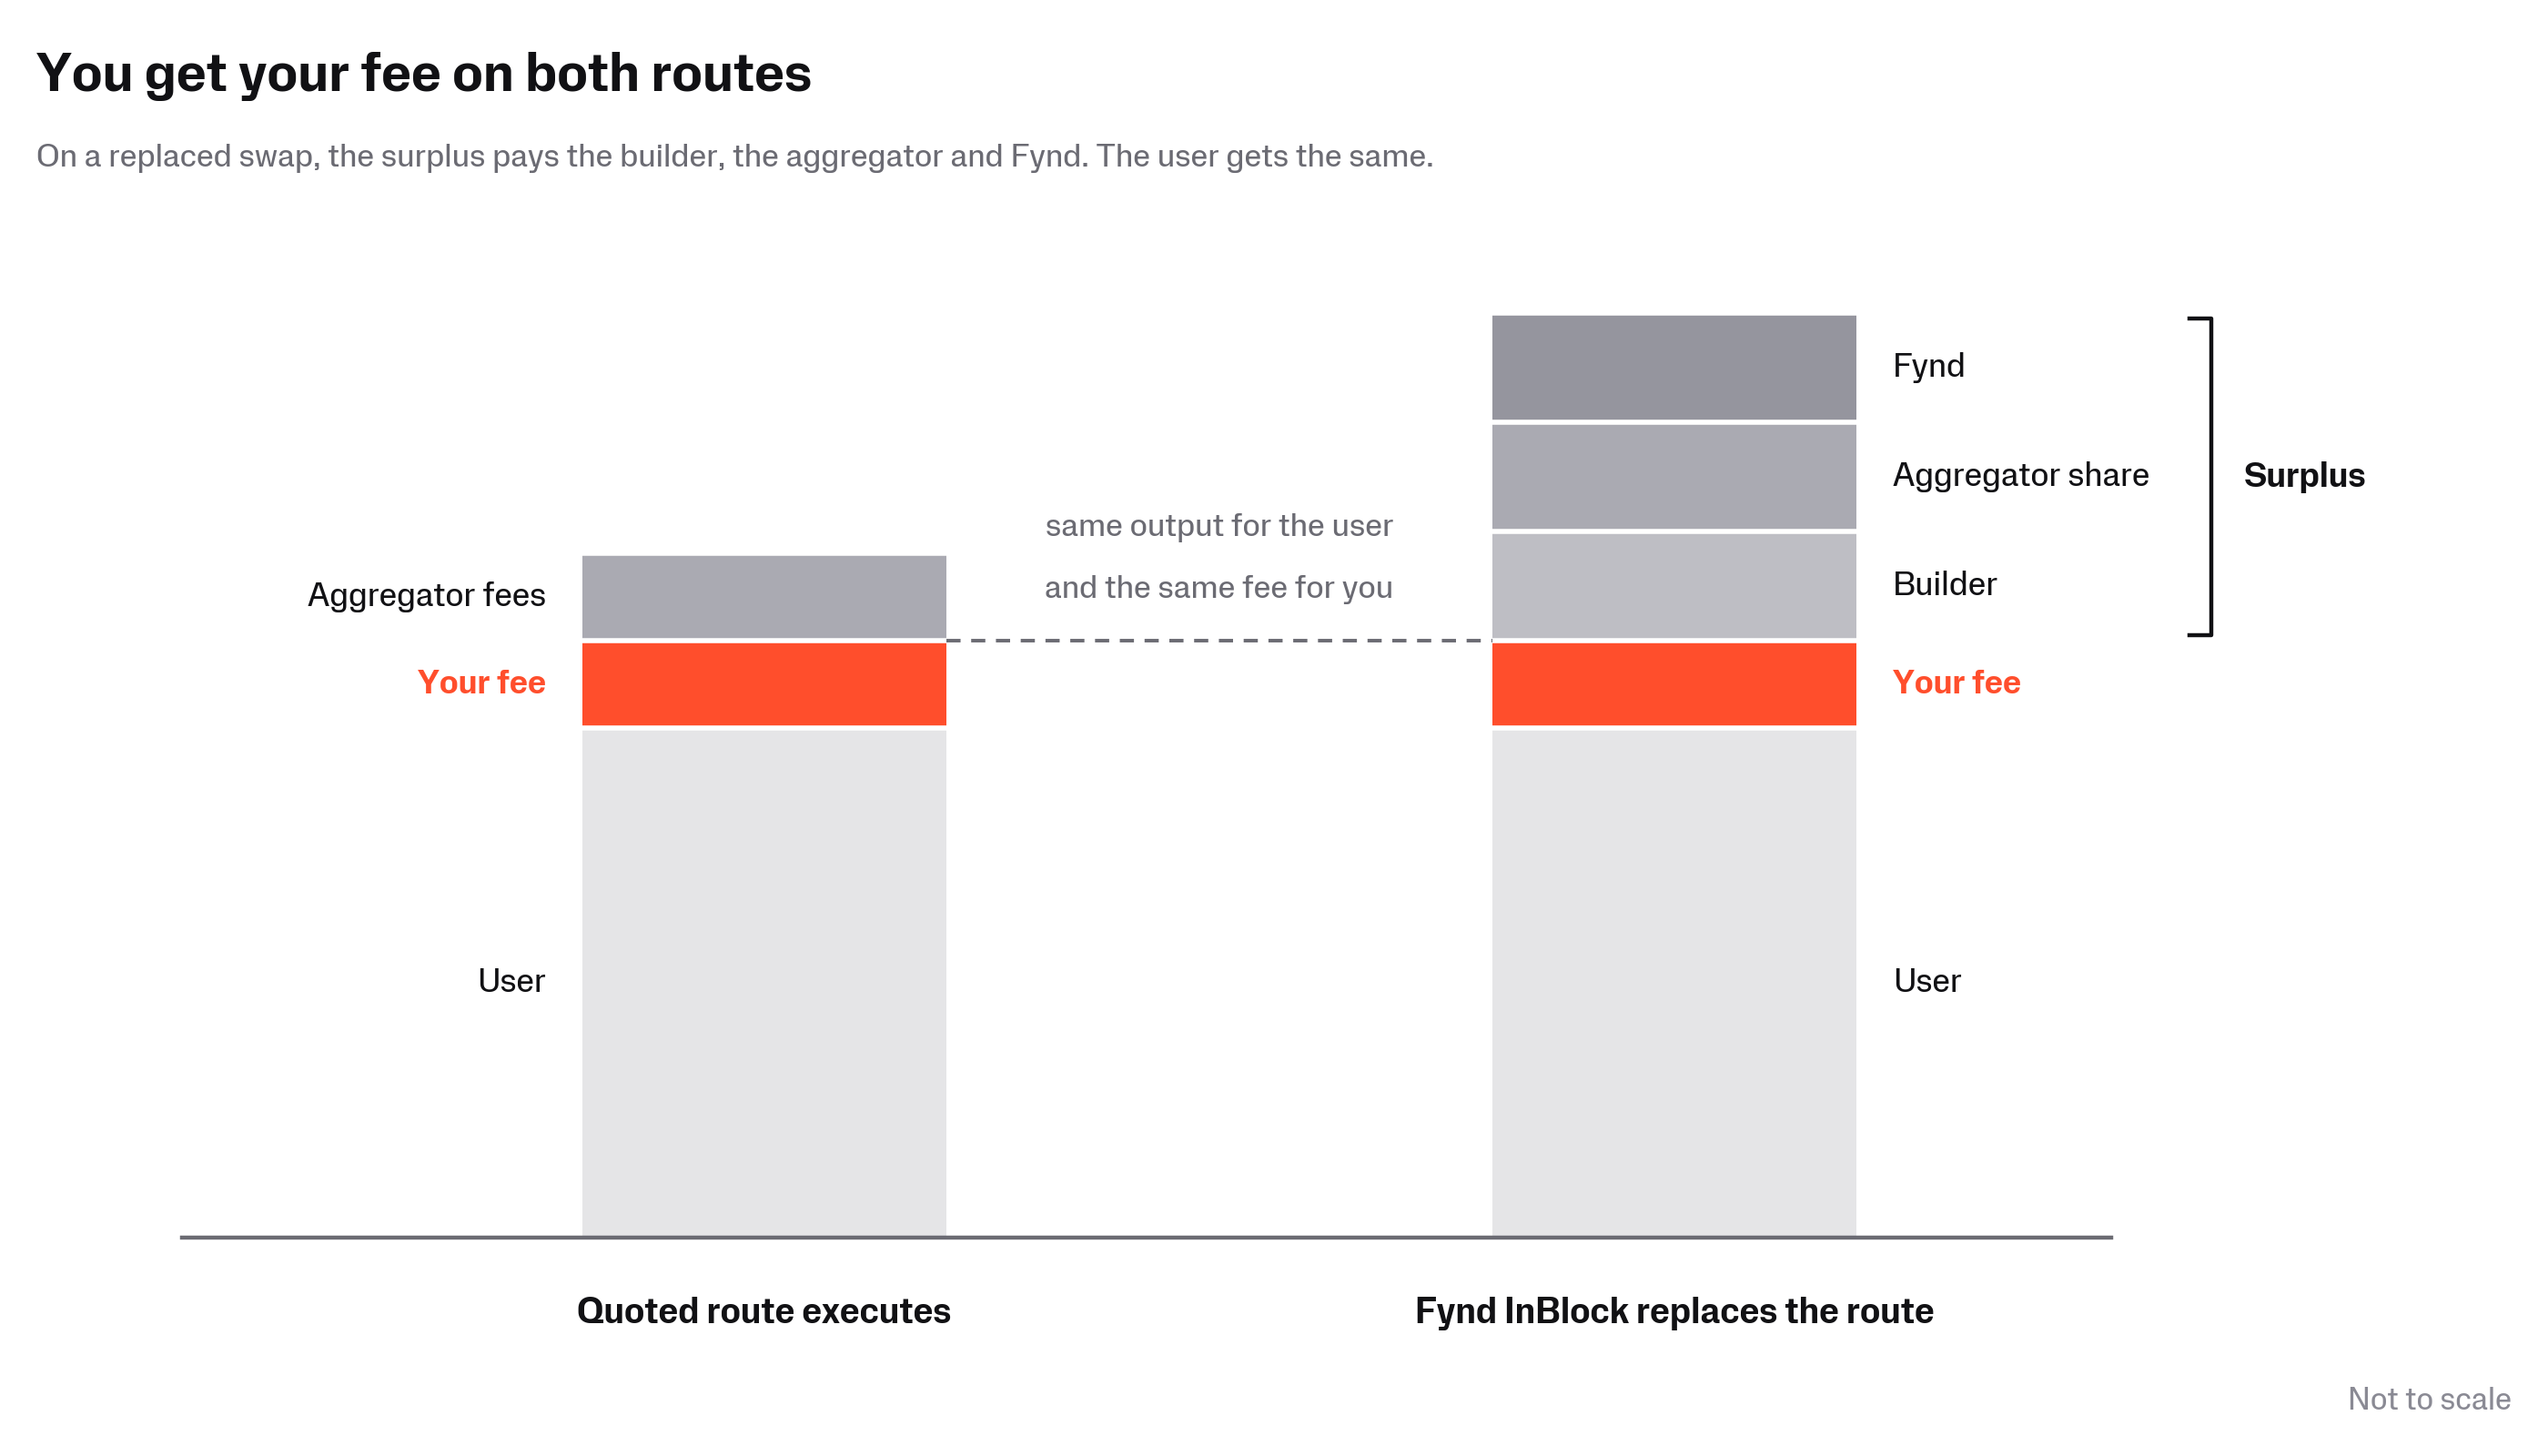 You get your fee on both routes
On a replaced swap, the surplus pays the builder, the aggregator and Fynd. The user gets the same.
Fynd
Aggregator share
Surplus
same output for the user
Builder
Aggregator fees
and the same fee for you
Your fee
Your fee
User
User
Quoted route executes
Fynd InBlock replaces the route
Not to scale